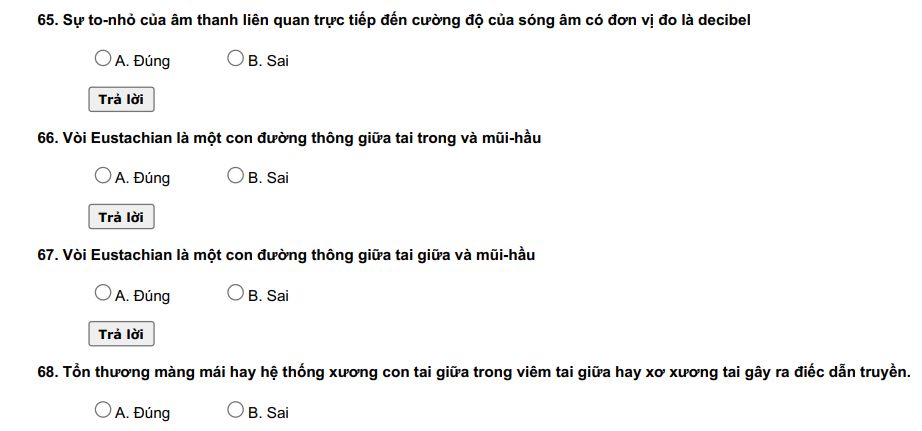 65. Sự to-nhỏ của âm thanh liên quan trực tiếp đến cường độ của sóng âm có đơn vị đo là decibel
A. Đúng B. Sai
Trả lời
66. Vòi Eustachian là một con đường thông giữa tai trong và mũi-hầu
A. Đúng B. Sai
Trả lời
67. Vòi Eustachian là một con đường thông giữa tai giữa và mũi-hầu
A. Đúng B. Sai
Trả lời
68. Tổn thương màng mái hay hệ thống xương con tai giữa trong viêm tai giữa hay xơ xương tai gây ra điếc dẫn truyền.
A. Đúng B. Sai